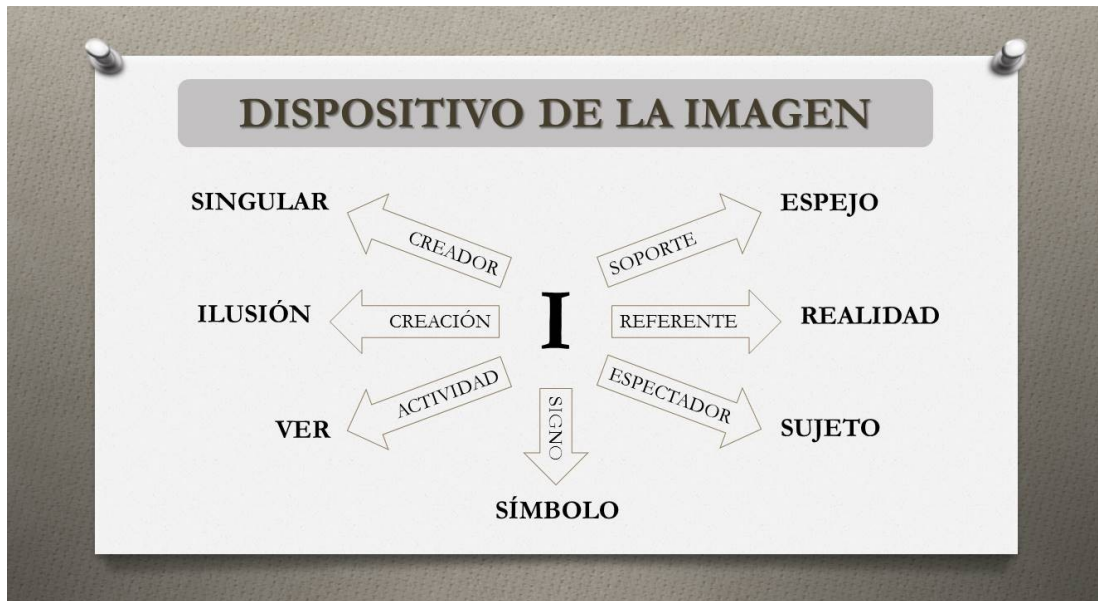 DISPOSITIVO DE LA IMAGEN
SINGULAR
CREADOR
ILUSIÓN
CREACIÓN
VER
ACTIVIDAD
I
SOPORTE
ESPEJO
REFERENTE
REALIDAD
ESPECTADOR
SUJETO
SIGNO
SÍMBOLO